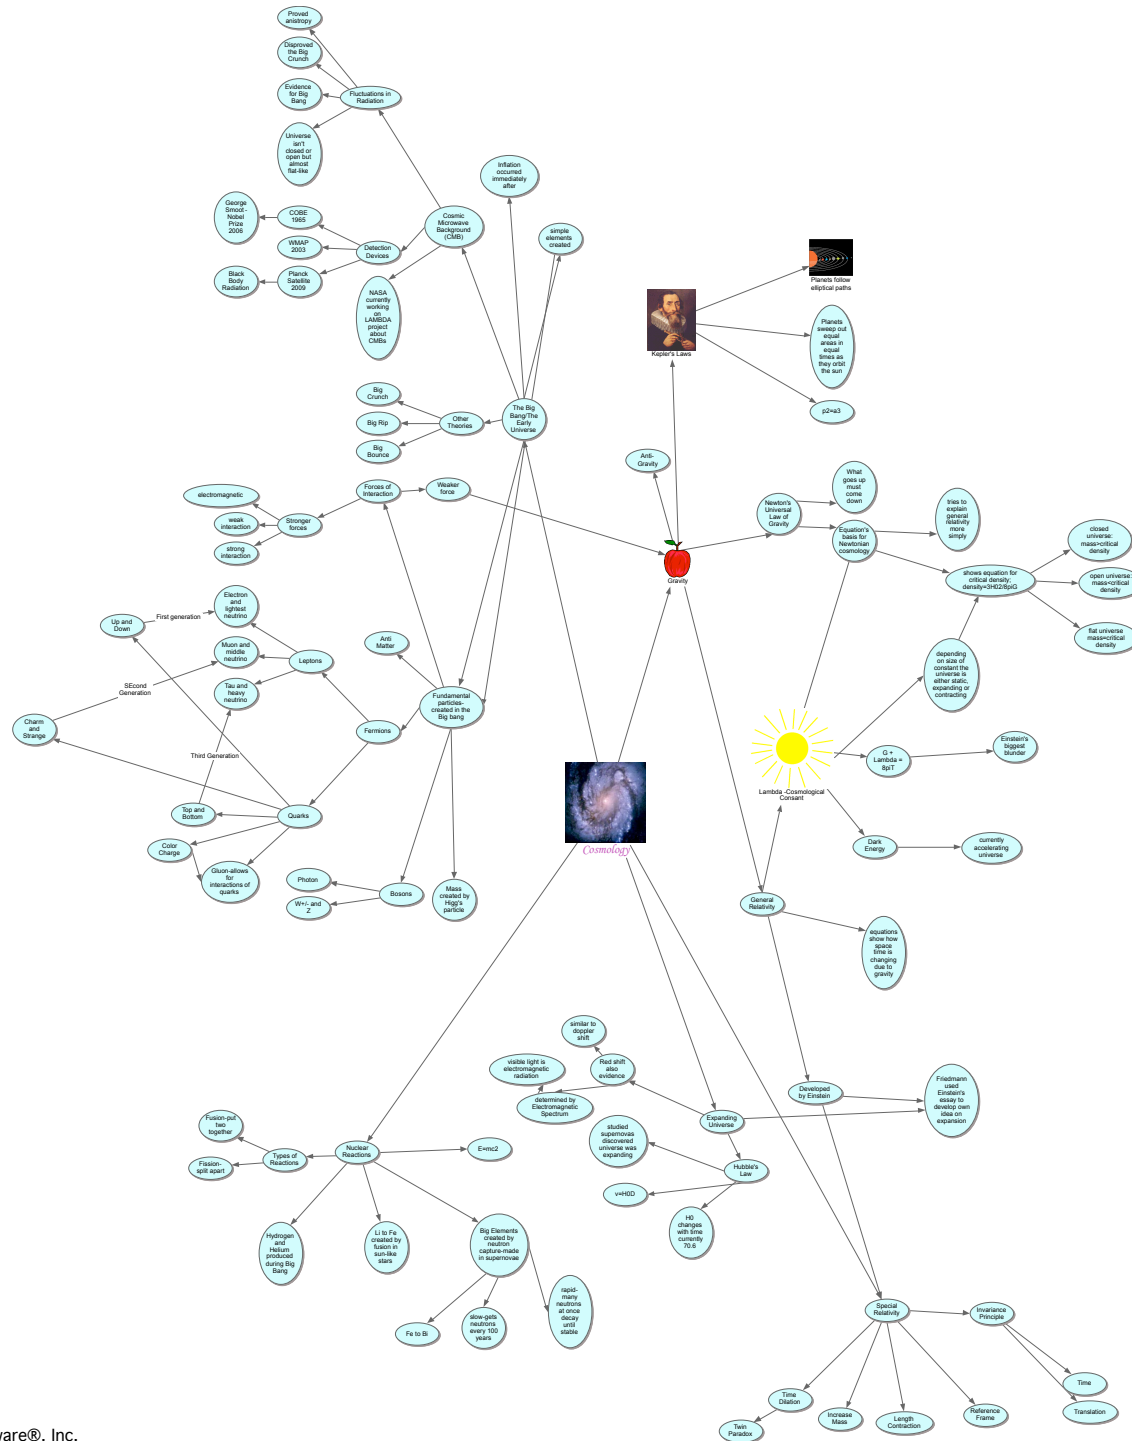 Proved
anistropy
Disproved
the Big
Crunch
Evidence
for Big
Bang
Fluctuations in
Radiation
Universe
isn't
closed or
open but
almost
flat-like
Inflation
occurred
immediately
after
George
Smoot -
Nobel
Prize
2006
COBE
1965
WMAP
2003
Black
Body
Radiation
Planck
Satellite
2009
Detection
Devices
Cosmic
Microwave
Background
(CMB)
simple
elements
created
NASA
currently
working
on
LAMBDA
project
about
CMBs
Planets follow
elliptical paths
Kepler's Laws
Planets
sweep out
equal
areas in
equal
times as
they orbit
the sun
p2=a3
Big
Crunch
Big Rip
Big
Bounce
Other
Theories
The Big
Bang/The
Early
Universe
Anti-
Gravity
What
goes up
must
come
down
Newton's
Universal
Law of
Gravity
Equation's
basis for
Newtonian
cosmology
tries to
explain
general
relativity
more
simply
closed
universe:
mass>critical
density
shows equation for
critical density;
density=3H02/8piG
open universe:
mass<critical
density
flat universe
mass=critical
density
depending
on size of
constant the
universe is
either static,
expanding or
contracting
Forces of
Interaction
Weaker
force
electromagnetic
weak
interaction
strong
interaction
Stronger
forces
Gravity
Electron
and
lightest
neutrino
First generation
Up and
Down
Muon and
middle
neutrino
Leptons
SEcond
Generation
Tau and
heavy
neutrino
Charm
and
Strange
Third Generation
Anti
Matter
Fundamental
particles-
created in the
Big bang
Fermions
Top and
Bottom
Quarks
Color
Charge
Gluon-allows
for
interactions of
quarks
Photon
W+/- and
Z
Bosons
Mass
created by
Higg's
particle
Cosmology
Lambda -Cosmological
Consant
G +
Lambda =
8piT
Einstein's
biggest
blunder
Dark
Energy
currently
accelerating
universe
General
Relativity
equations
show how
space
time is
changing
due to
gravity
similar to
doppler
shift
visible light is
electromagnetic
radiation
Red shift
also
evidence
determined by
Electromagnetic
Spectrum
Expanding
Universe
Developed
by Einstein
Friedmann
used
Einstein's
essay to
develop own
idea on
expansion
studied
supernovas
discovered
universe was
expanding
Hubble's
Law
v=H0D
H0
changes
with time
currently
70.6
Fusion-put
two
together
Fission-
split apart
Types of
Reactions
Nuclear
Reactions
E=mc2
Hydrogen
and
Helium
produced
during Big
Bang
Li to Fe
created by
fusion in
sun-like
stars
Big Elements
created by
neutron
capture-made
in supernovae
Fe to Bi
slow-gets
neutrons
every 100
years
rapid-
many
neutrons
at once
decay
until
stable
Special
Relativity
Invariance
Principle
Time
Translation
Time
Dilation
Twin
Paradox
Increase
Mass
Length
Contraction
Reference
Frame
ware®, Inc.